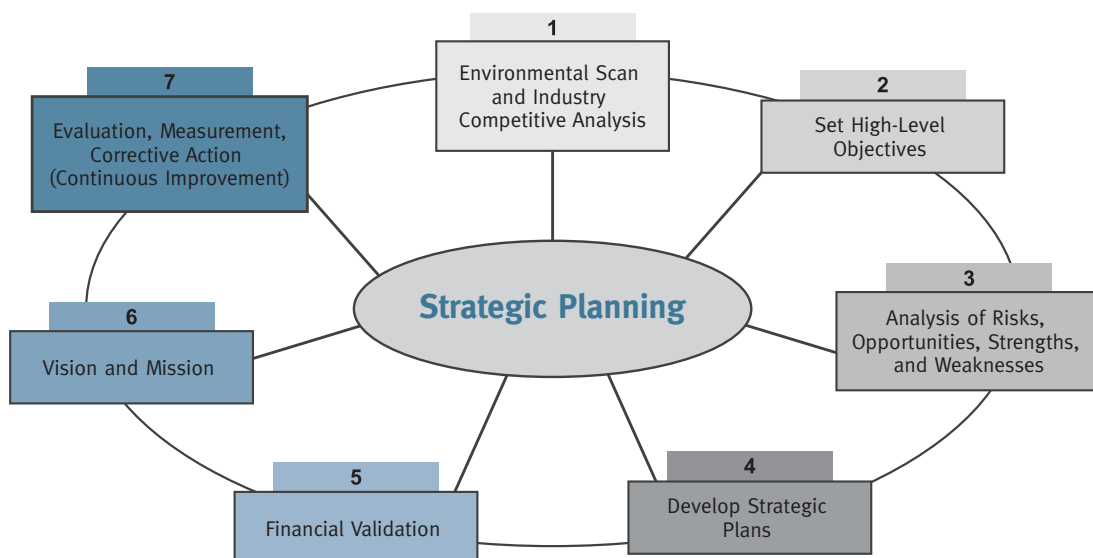 1
Environmental Scan
and Industry
Competitive Analysis
2
Set High-Level
Objectives
3
Analysis of Risks,
Opportunities, Strengths,
and Weaknesses
4
Develop Strategic
Plans
5
Financial Validation
6
Vision and Mission
7
Evaluation, Measurement,
Corrective Action
(Continuous Improvement)
Strategic Planning